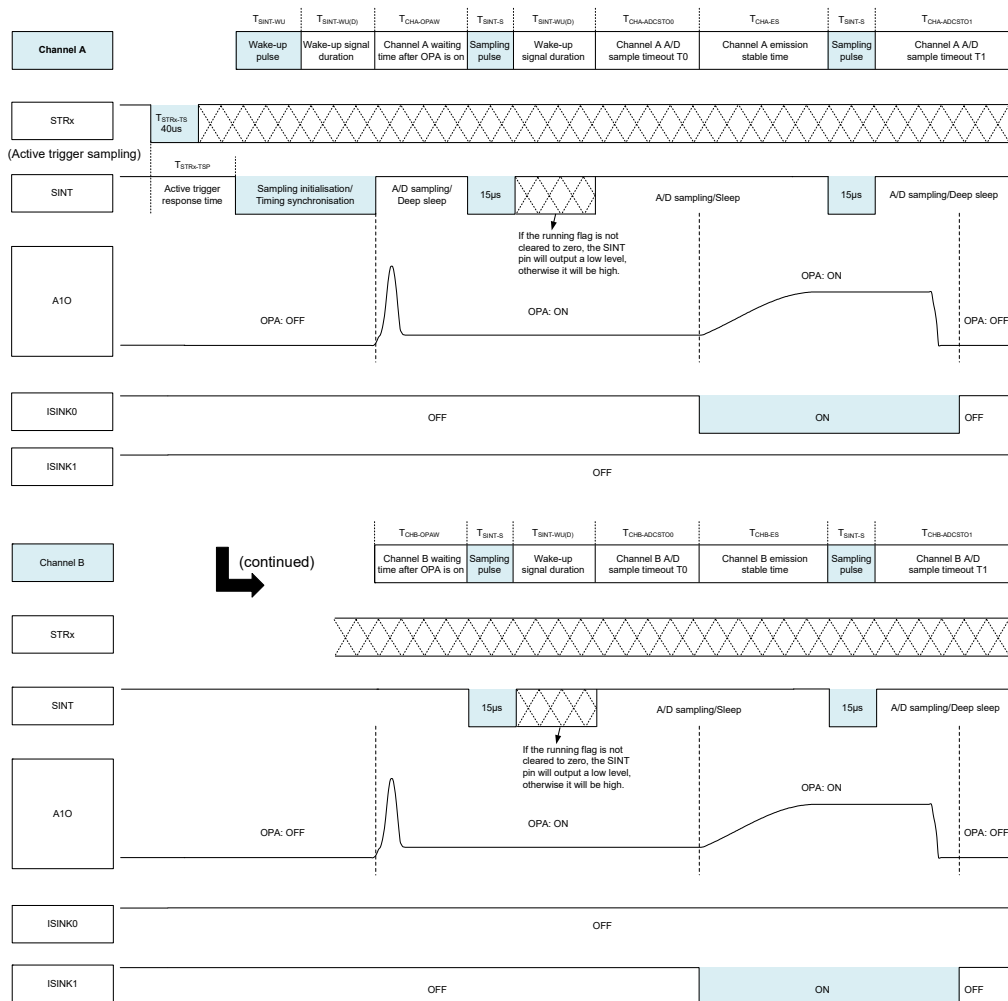 TSINT-WU TSINT-WU(D) TCHA-OPAW TSINT-S TSINT-WU(D) TCHA-ADCSTO0 TCHA-ES TSINT-S TCHA-ADCSTO1
Channel A
Wake-up
pulse
Wake-up signal
duration
Channel A waiting
time after OPA is on
Sampling
pulse
Wake-up
signal duration
Channel A A/D
sample timeout T0
Channel A emission
stable time
Sampling
pulse
Channel A A/D
sample timeout T1
STRx
(Active trigger sampling)
TSTRx-TS
40us
TSTRx-TSP
SINT
Active trigger
response time
Sampling initialisation/
Timing synchronisation
A/D sampling/
Deep sleep
15µs
A/D sampling/Sleep
15µs
A/D sampling/Deep sleep
If the running flag is not
cleared to zero, the SINT
pin will output a low level,
otherwise it will be high.
A1O
OPA: OFF
OPA: ON
OPA: ON
OPA: OFF
ISINK0
OFF
ON
OFF
ISINK1
OFF
TCHB-OPAW TSINT-S TSINT-WU(D) TCHB-ADCSTO0 TCHB-ES TSINT-S TCHB-ADCSTO1
Channel B
(continued)
Channel B waiting
time after OPA is on
Sampling
pulse
Wake-up
signal duration
Channel B A/D
sample timeout T0
Channel B emission
stable time
Sampling
pulse
Channel B A/D
sample timeout T1
STRx
SINT
15µs
A/D sampling/Sleep
15µs
A/D sampling/Deep sleep
If the running flag is not
cleared to zero, the SINT
pin will output a low level,
otherwise it will be high.
A1O
OPA: OFF
OPA: ON
OPA: ON
OPA: OFF
ISINK0
OFF
ISINK1
OFF
ON
OFF